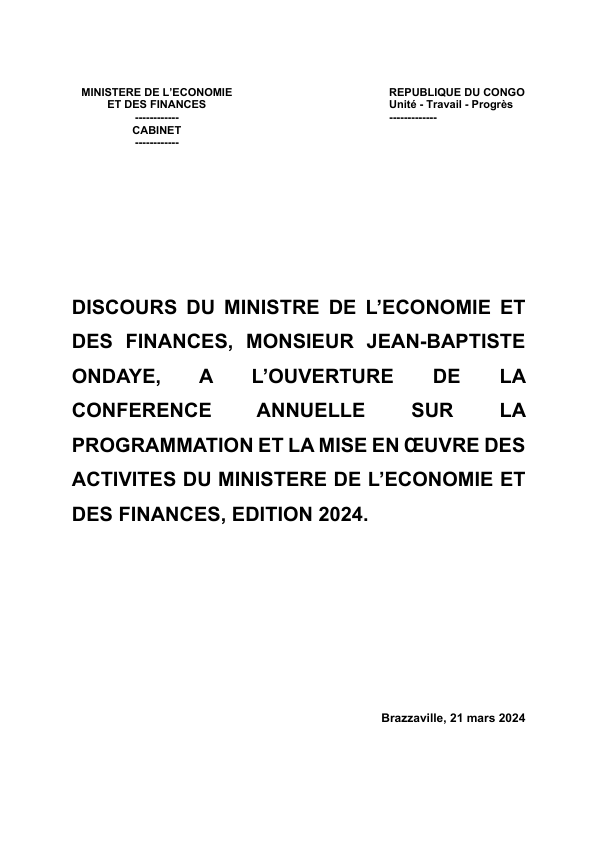 MINISTERE DE L’ECONOMIE
ET DES FINANCES
------------
CABINET
------------
REPUBLIQUE DU CONGO
Unité - Travail - Progrès
-------------
DISCOURS DU MINISTRE DE L’ECONOMIE ET
DES FINANCES, MONSIEUR JEAN-BAPTISTE
ONDAYE, A L’OUVERTURE DE LA
CONFERENCE ANNUELLE SUR LA
PROGRAMMATION ET LA MISE EN ŒUVRE DES
ACTIVITES DU MINISTERE DE L’ECONOMIE ET
DES FINANCES, EDITION 2024.
Brazzaville, 21 mars 2024